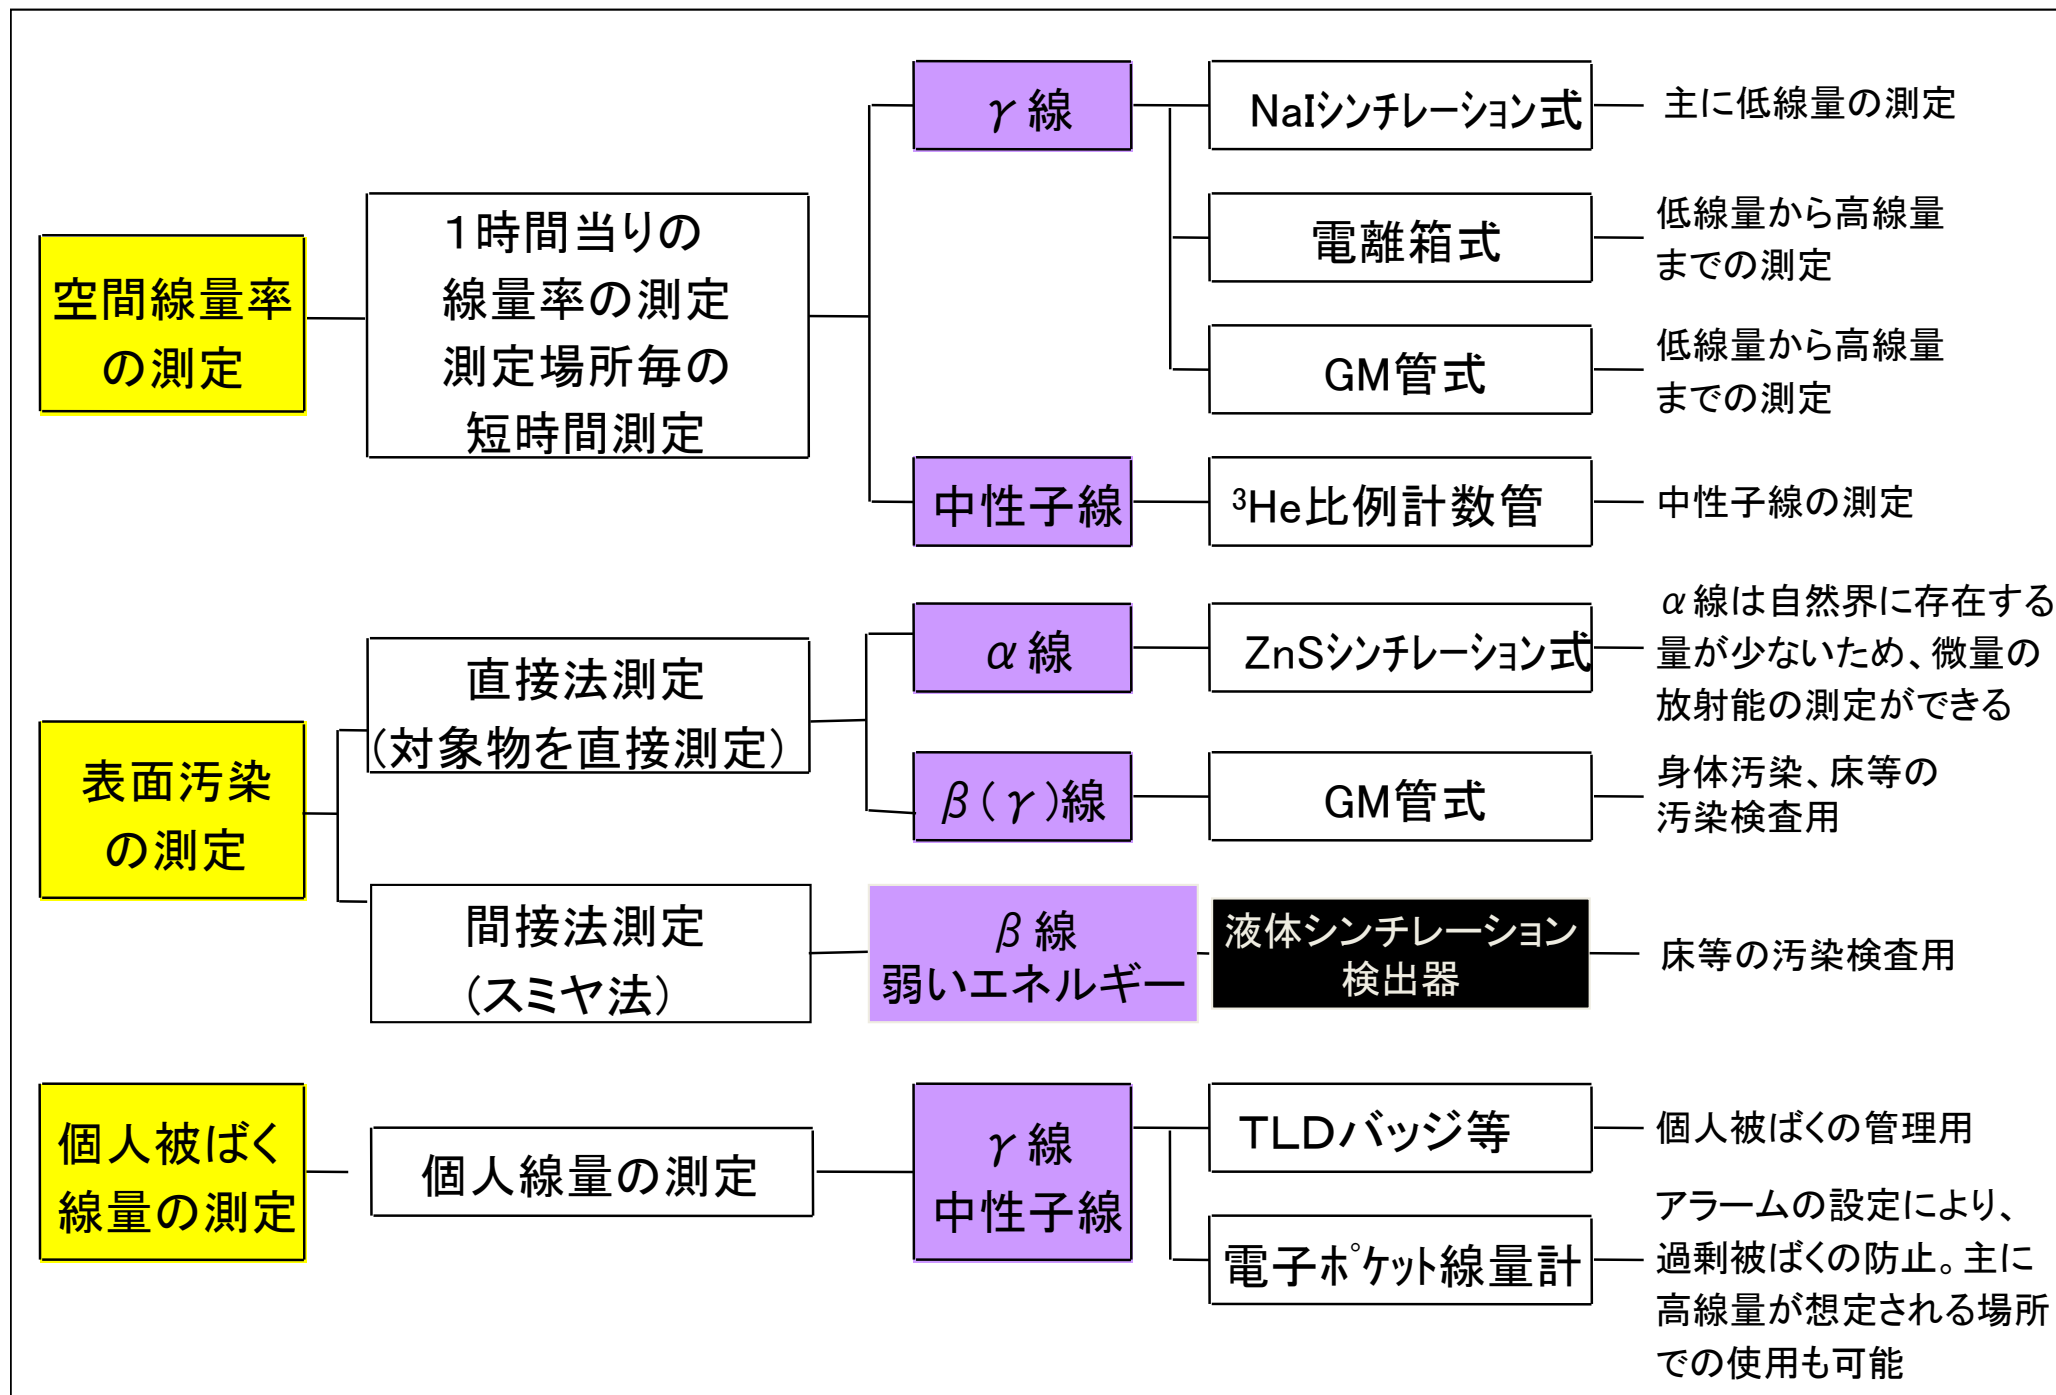 空間線量率
の測定
1時間当りの
線量率の測定
測定場所毎の
短時間測定
γ線
NaIシンチレーション式
主に低線量の測定
電離箱式
低線量から高線量
までの測定
GM管式
低線量から高線量
までの測定
中性子線
³He比例計数管
中性子線の測定
表面汚染
の測定
直接法測定
(対象物を直接測定)
α線
ZnSシンチレーション式
α線は自然界に存在する
量が少ないため、微量の
放射能の測定ができる
β(γ)線
GM管式
身体汚染、床等の
汚染検査用
間接法測定
(スミヤ法)
β線
弱いエネルギー
液体シンチレーション
検出器
床等の汚染検査用
個人被ばく
線量の測定
個人線量の測定
γ線
中性子線
TLDバッジ等
個人被ばくの管理用
電子ポケット線量計
アラームの設定により、
過剰被ばくの防止。主に
高線量が想定される場所
での使用も可能